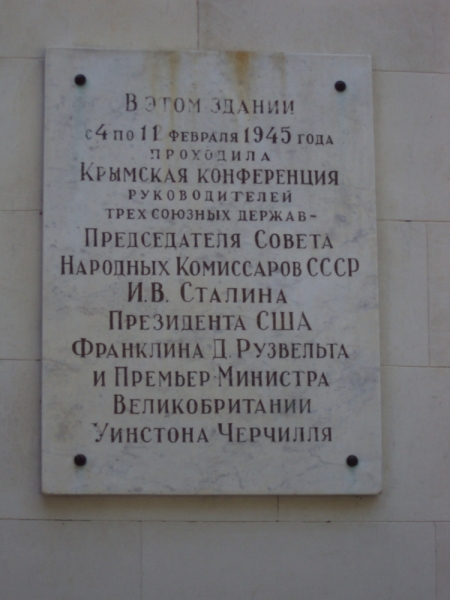 В этом здании
с 4 по 11 февраля 1945 года
проходила
Крымская конференция
руководителей
трех союзных держав–
Председателя Совета
Народных Комиссаров СССР
И.В. Сталина
Президента США
Франклина Д. Рузвельта
и Премьер-Министра
Великобритании
Уинстона Черчилля